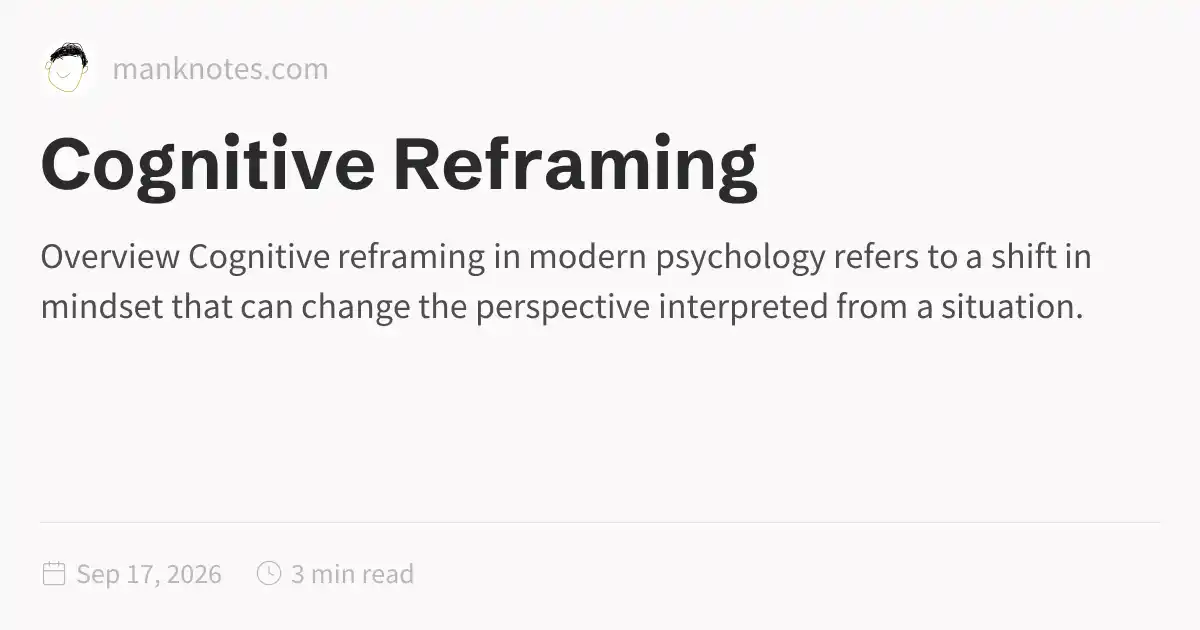 manknotes.com
Cognitive Reframing
Overview Cognitive reframing in modern psychology refers to a shift in
mindset that can change the perspective interpreted from a situation.
Sep 17, 2026
3 min read